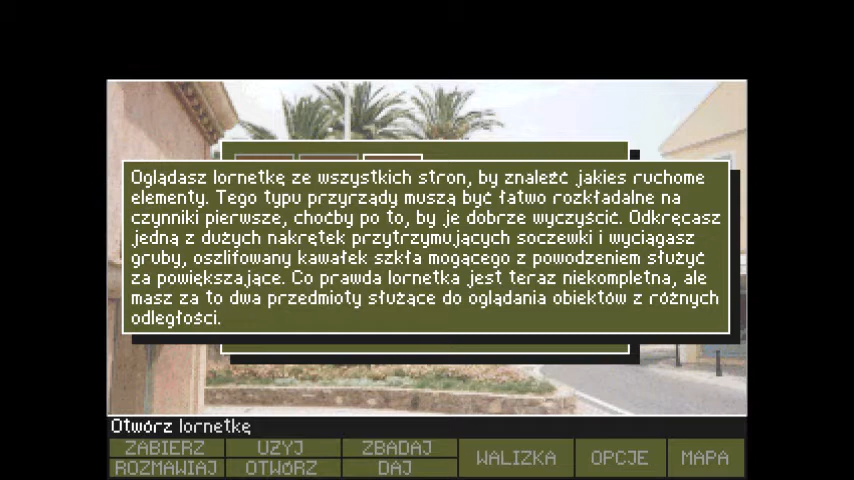 Oglądasz lornetkę ze wszystkich stron, by znaleźć jakies ruchome
elementy. Tego typu przyrządy muszą być łatwo rozkładalne na
czynniki pierwsze, choćby po to, by je dobrze wyczyścić. Odkręcasz
jedną z dużych nakrętek przytrzymujących soczewki i wyciągasz
gruby, oszlifowany kawałek szkła mogącego z powodzeniem służyć
za powiększające. Co prawda lornetka jest teraz niekompletna, ale
masz za to dwa przedmioty służące do oglądania obiektów z różnych
odległości.
Otwórz lornetkę
ZABIERZ UŻYJ ZBADAJ
ROZMAWIAJ OTWÓRZ DAJ
WALIZKA OPCJE MAPA